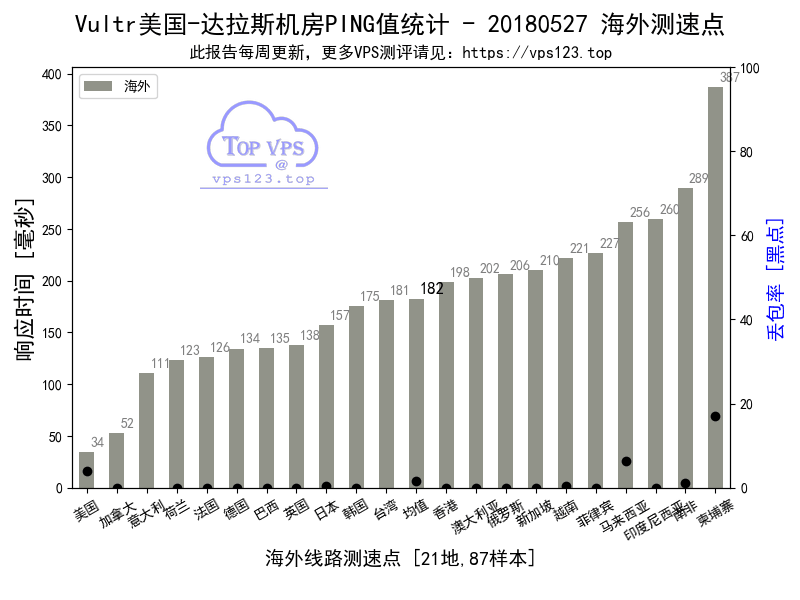 Vultr美国-达拉斯机房PING值统计 - 20180527 海外测速点
此报告每周更新，更多VPS测评请见：https://vps123.top
海外
TOP VPS
@
vps123.top
响应时间 [毫秒]
400
350
300
250
200
150
100
50
0
34
52
111
123
126
134
135
138
157
175
181
182
198
202
206
210
221
227
256
260
289
387
100
80
60
40
20
0
丢包率 [黑点]
美国
加拿大
意大利
荷兰
法国
德国
巴西
英国
日本
韩国
台湾
均值
香港
澳大利亚
俄罗斯
新加坡
越南
菲律宾
马来西亚
印度尼西亚
南非
柬埔寨
海外线路测速点 [21地,87样本]